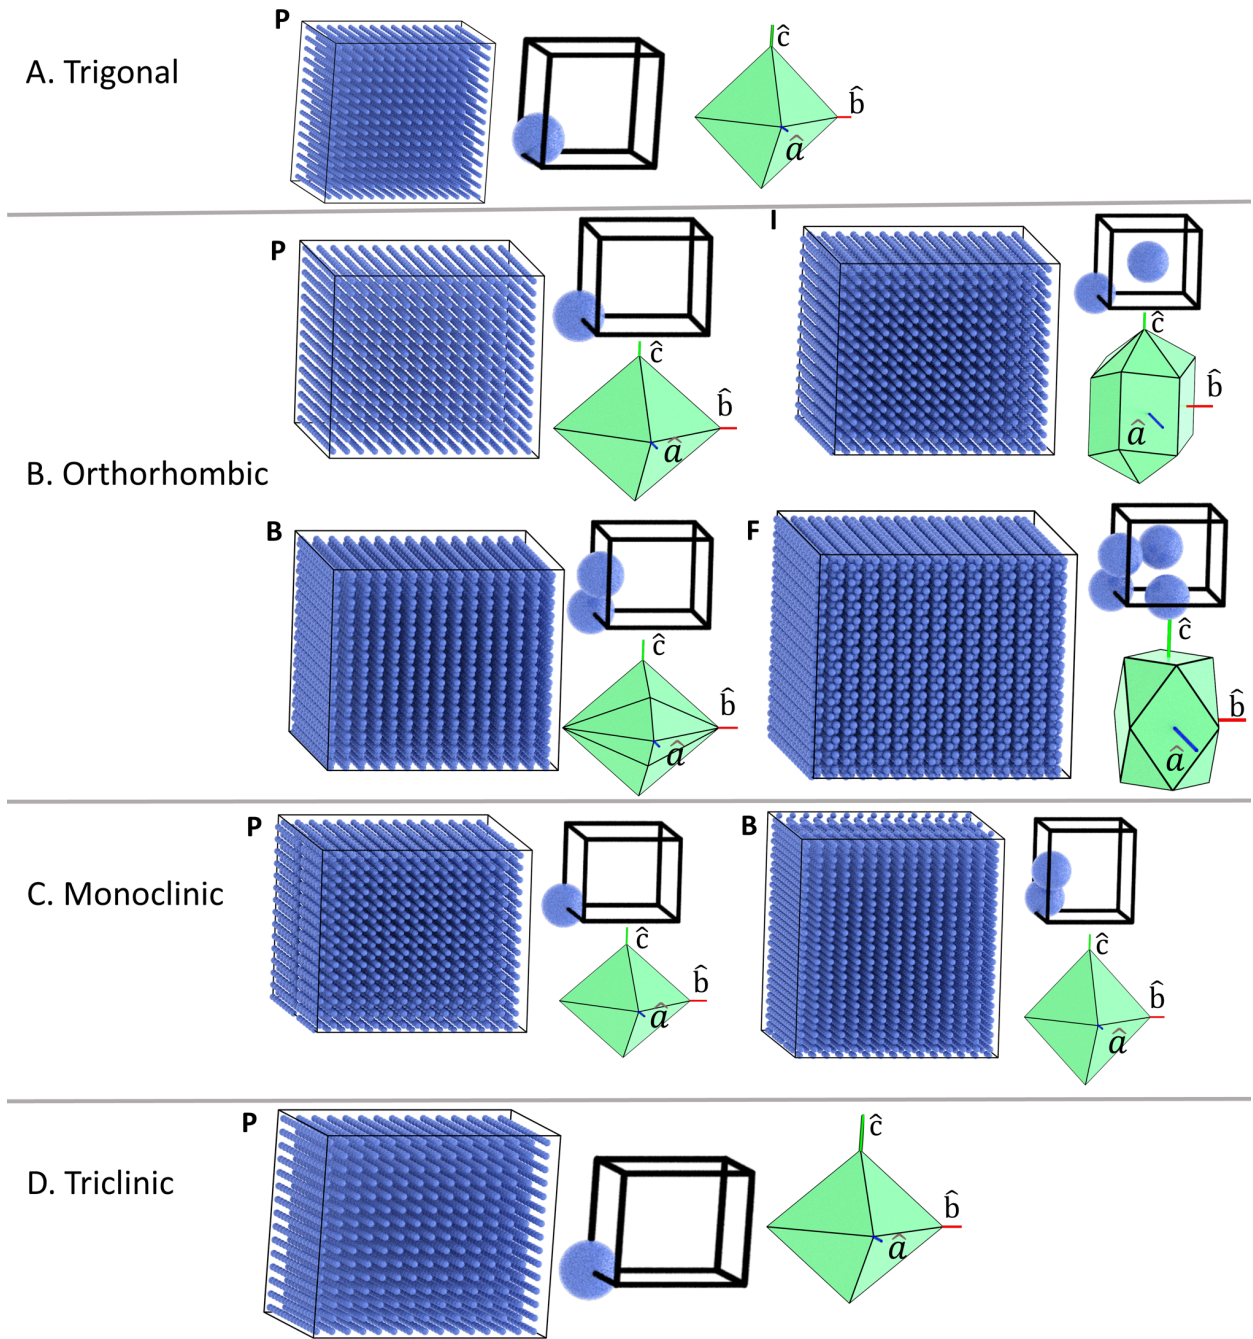 P
ĉ
A. Trigonal
b̂
â
P
I
ĉ
ĉ
b̂
b̂
â
â
B. Orthorhombic
B
F
ĉ
ĉ
b̂
b̂
â
â
P
B
C. Monoclinic
ĉ
ĉ
b̂
b̂
â
â
P
ĉ
D. Triclinic
b̂
â